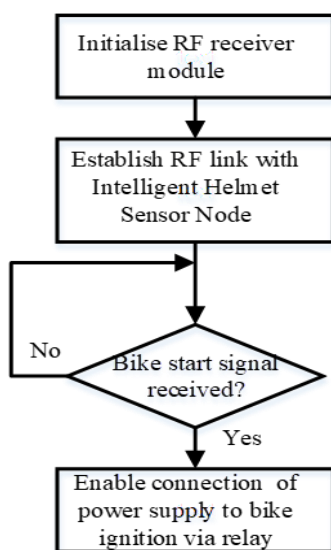 Initialise RF receiver
module
Establish RF link with
Intelligent Helmet
Sensor Node
No
Bike start signal
received?
Yes
Enable connection of
power supply to bike
ignition via relay